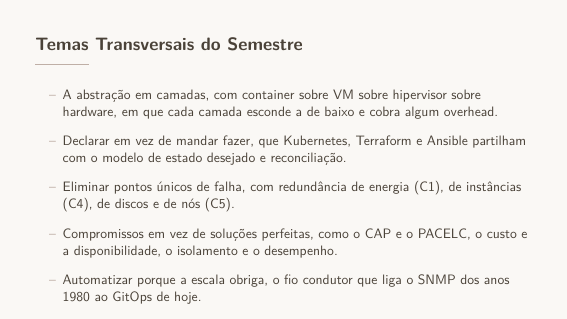 Temas Transversais do Semestre
– A abstração em camadas, com container sobre VM sobre hipervisor sobre
hardware, em que cada camada esconde a de baixo e cobra algum overhead.
– Declarar em vez de mandar fazer, que Kubernetes, Terraform e Ansible partilham
com o modelo de estado desejado e reconciliação.
– Eliminar pontos únicos de falha, com redundância de energia (C1), de instâncias
(C4), de discos e de nós (C5).
– Compromissos em vez de soluções perfeitas, como o CAP e o PACELC, o custo e
a disponibilidade, o isolamento e o desempenho.
– Automatizar porque a escala obriga, o fio condutor que liga o SNMP dos anos
1980 ao GitOps de hoje.